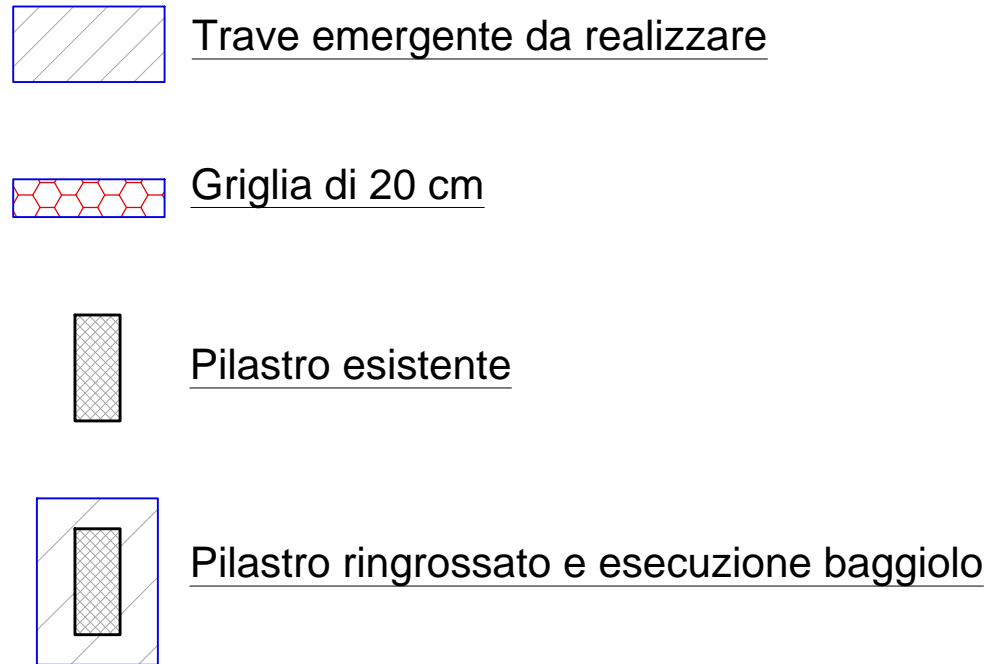 Trave emergente da realizzare
Griglia di 20 cm
Pilastro esistente
Pilastro ringrossato e esecuzione baggiolo